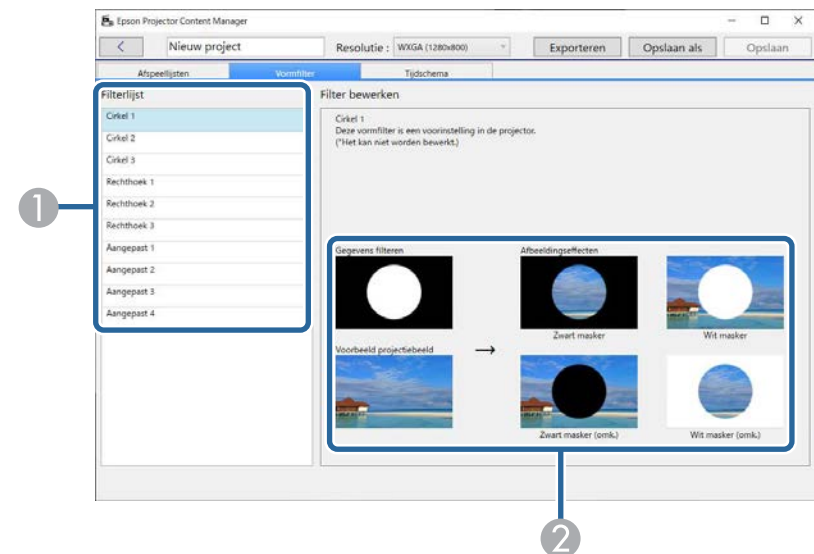 Epson Projector Content Manager
Nieuw project
Resolutie : WXGA (1280x800)
Exporteren
Opslaan als
Opslaan
Afspeellijsten
Vormfilter
Tijdschema
Filterlijst
Cirkel 1
Cirkel 2
Cirkel 3
Rechthoek 1
Rechthoek 2
Rechthoek 3
Aangepast 1
Aangepast 2
Aangepast 3
Aangepast 4
Filter bewerken
Cirkel 1
Deze vormfilter is een voorinstelling in de projector.
(*Het kan niet worden bewerkt.)
Gegevens filteren
Afbeeldingseffecten
Zwart masker
Wit masker
Voorbeeld projectiebeeld
→
Zwart masker (omk.)
Wit masker (omk.)
1
2